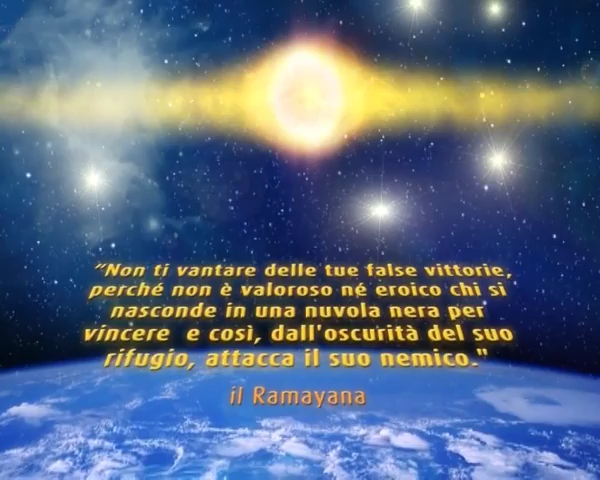 “Non ti vantare delle tue false vittorie,
perché non è valoroso né eroico chi si
nasconde in una nuvola nera per
vincere e così, dall'oscurità del suo
rifugio, attacca il suo nemico."
il Ramayana